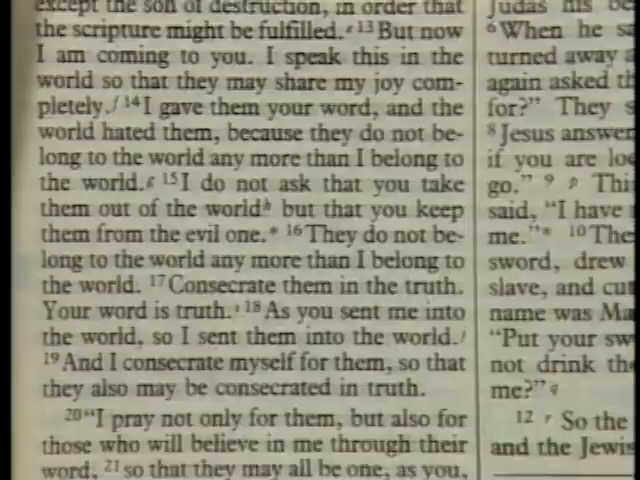 except the son of destruction, in order that
the scripture might be fulfilled. e 13 But now
I am coming to you. I speak this in the
world so that they may share my joy com-
pletely. f 14 I gave them your word, and the
world hated them, because they do not be-
long to the world any more than I belong to
the world. g 15 I do not ask that you take
them out of the world h but that you keep
them from the evil one. * 16 They do not be-
long to the world any more than I belong to
the world. 17 Consecrate them in the truth.
Your word is truth. i 18 As you sent me into
the world, so I sent them into the world. j
19 And I consecrate myself for them, so that
they also may be consecrated in truth.
20 “I pray not only for them, but also for
those who will believe in me through their
word, 21 so that they may all be one, as you,
Judas his
6 When he
turned away
again asked
for?” They
8 Jesus
if you are
go.” 9 p
said, “I have
me.” * 10
sword, drew
slave, and
name was
“Put your
not drink
me?” q
12 r So the
and the